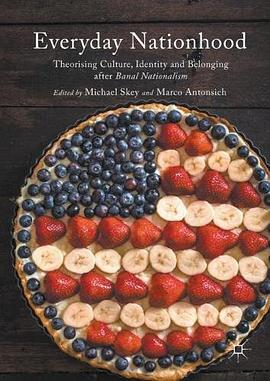 Everyday Nationhood
Theorising Culture, Identity and Belonging
after Banal Nationalism
Edited by Michael Skey and Marco Antonsich